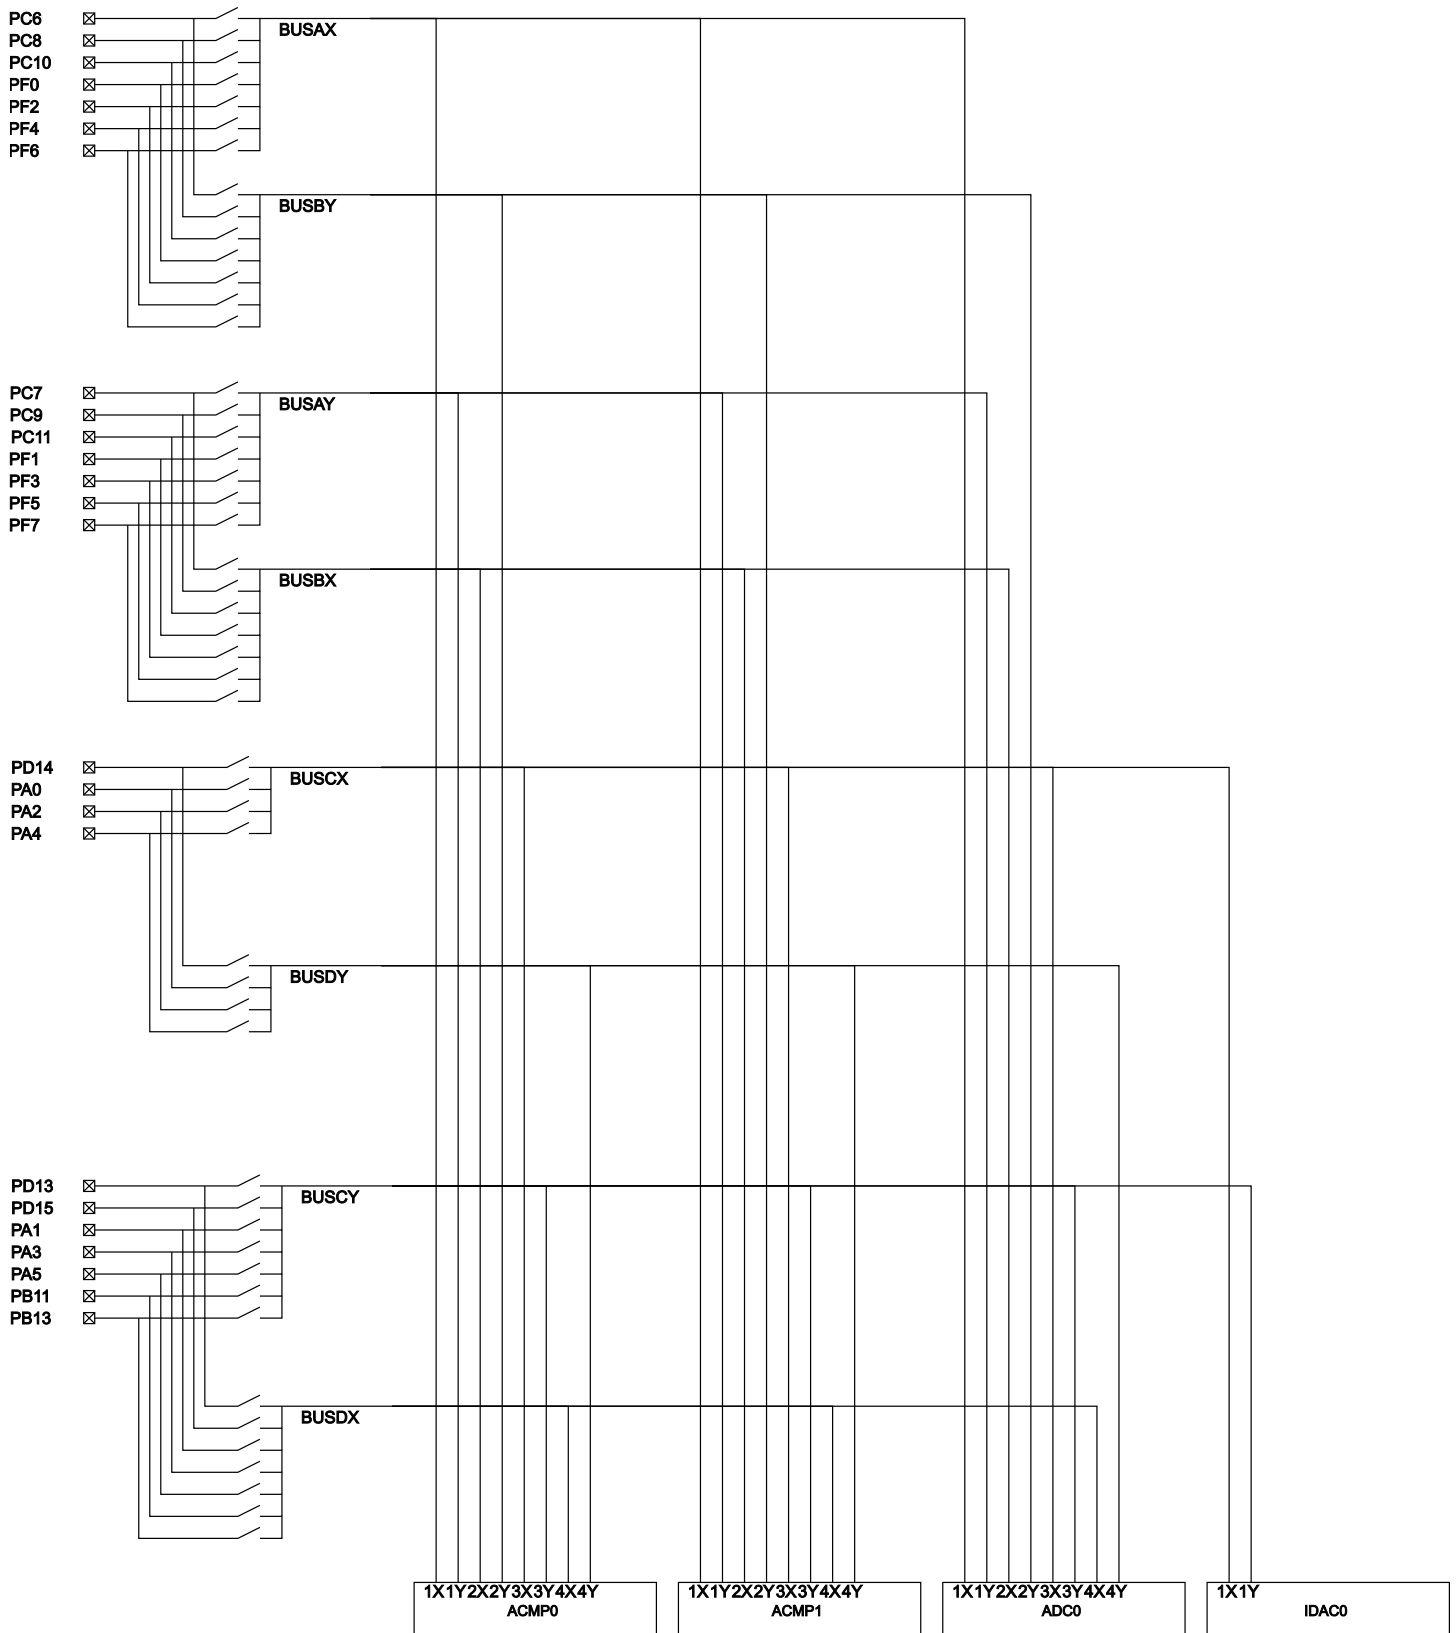 PC6
BUSAX
PC8
PC10
PF0
PF2
PF4
PF6
BUSBY
PC7
BUSAY
PC9
PC11
PF1
PF3
PF5
PF7
BUSBX
PD14
BUSCX
PA0
PA2
PA4
BUSDY
PD13
BUSCY
PD15
PA1
PA3
PA5
PB11
PB13
BUSDX
1X1Y2X2Y3X3Y4X4Y
ACMP0
1X1Y2X2Y3X3Y4X4Y
ACMP1
1X1Y2X2Y3X3Y4X4Y
ADC0
1X1Y
IDAC0